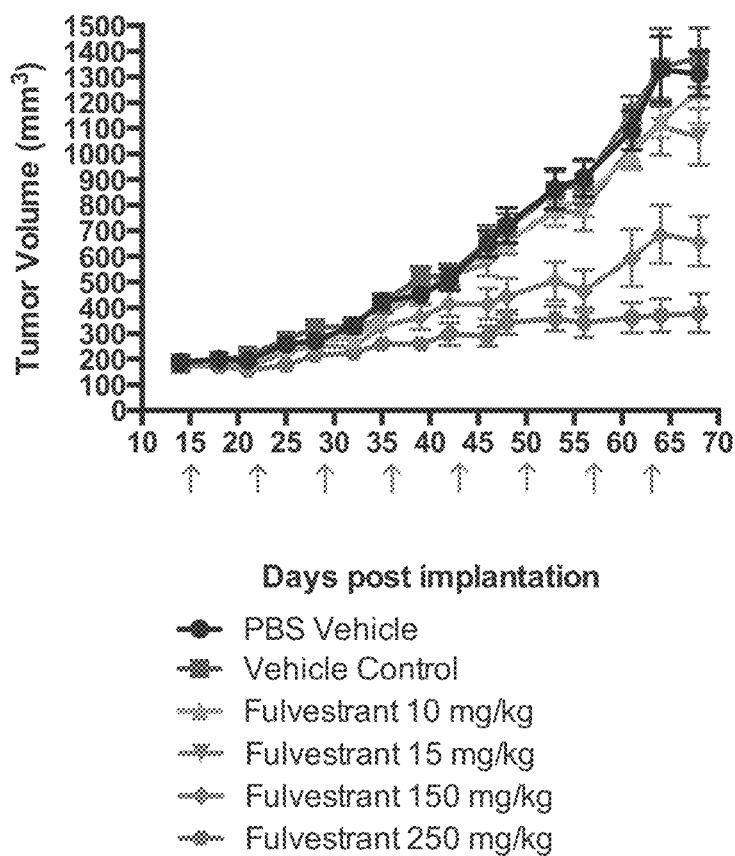 Tumor Volume (mm³)
1500
1400
1300
1200
1100
1000
900
800
700
600
500
400
300
200
100
0
10 15 20 25 30 35 40 45 50 55 60 65 70
Days post implantation
PBS Vehicle
Vehicle Control
Fulvestrant 10 mg/kg
Fulvestrant 15 mg/kg
Fulvestrant 150 mg/kg
Fulvestrant 250 mg/kg